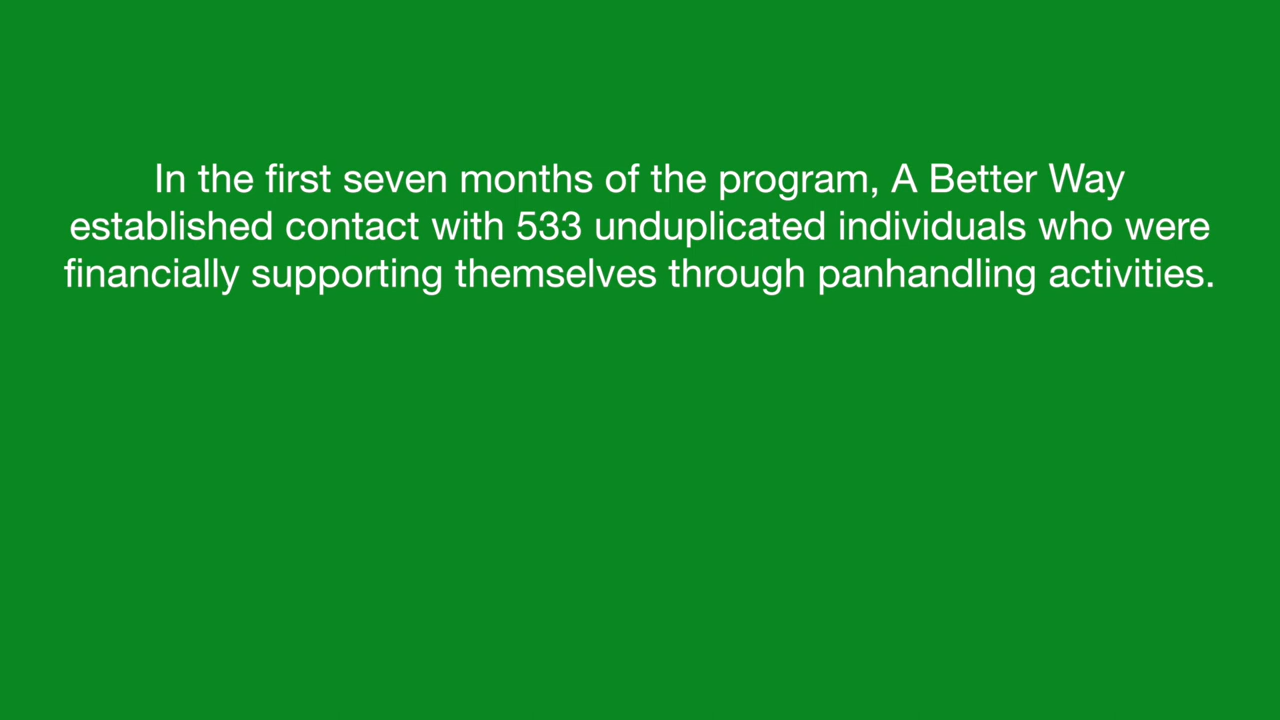 In the first seven months of the program, A Better Way
established contact with 533 unduplicated individuals who were
financially supporting themselves through panhandling activities.